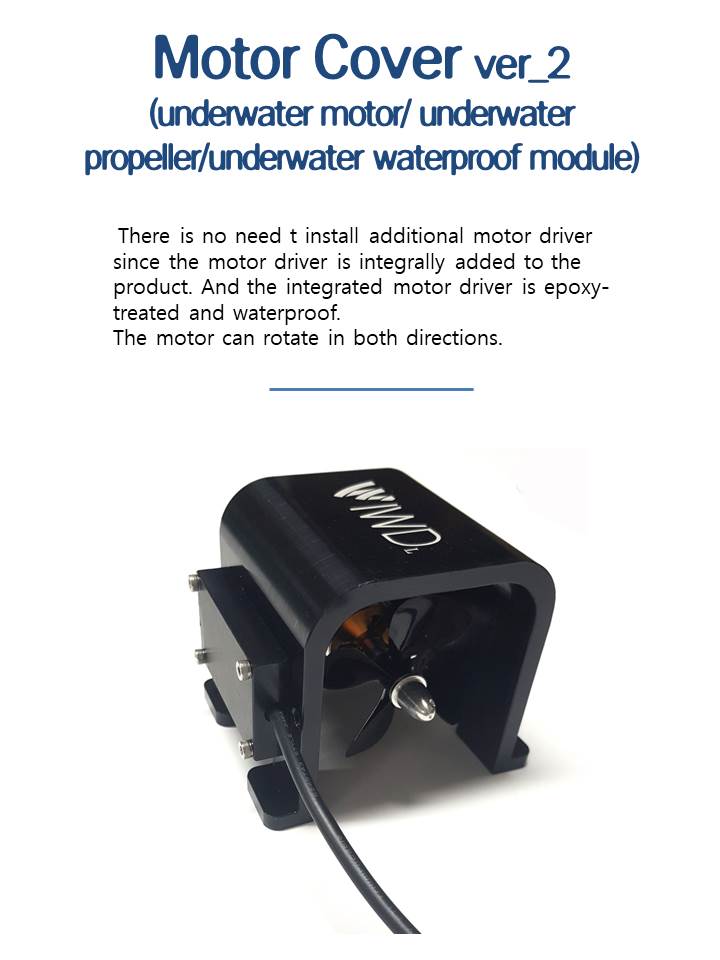 Motor Cover ver_2
(underwater motor/ underwater
propeller/underwater waterproof module)
There is no need t install additional motor driver
since the motor driver is integrally added to the
product. And the integrated motor driver is epoxy-
treated and waterproof.
The motor can rotate in both directions.
IWD L